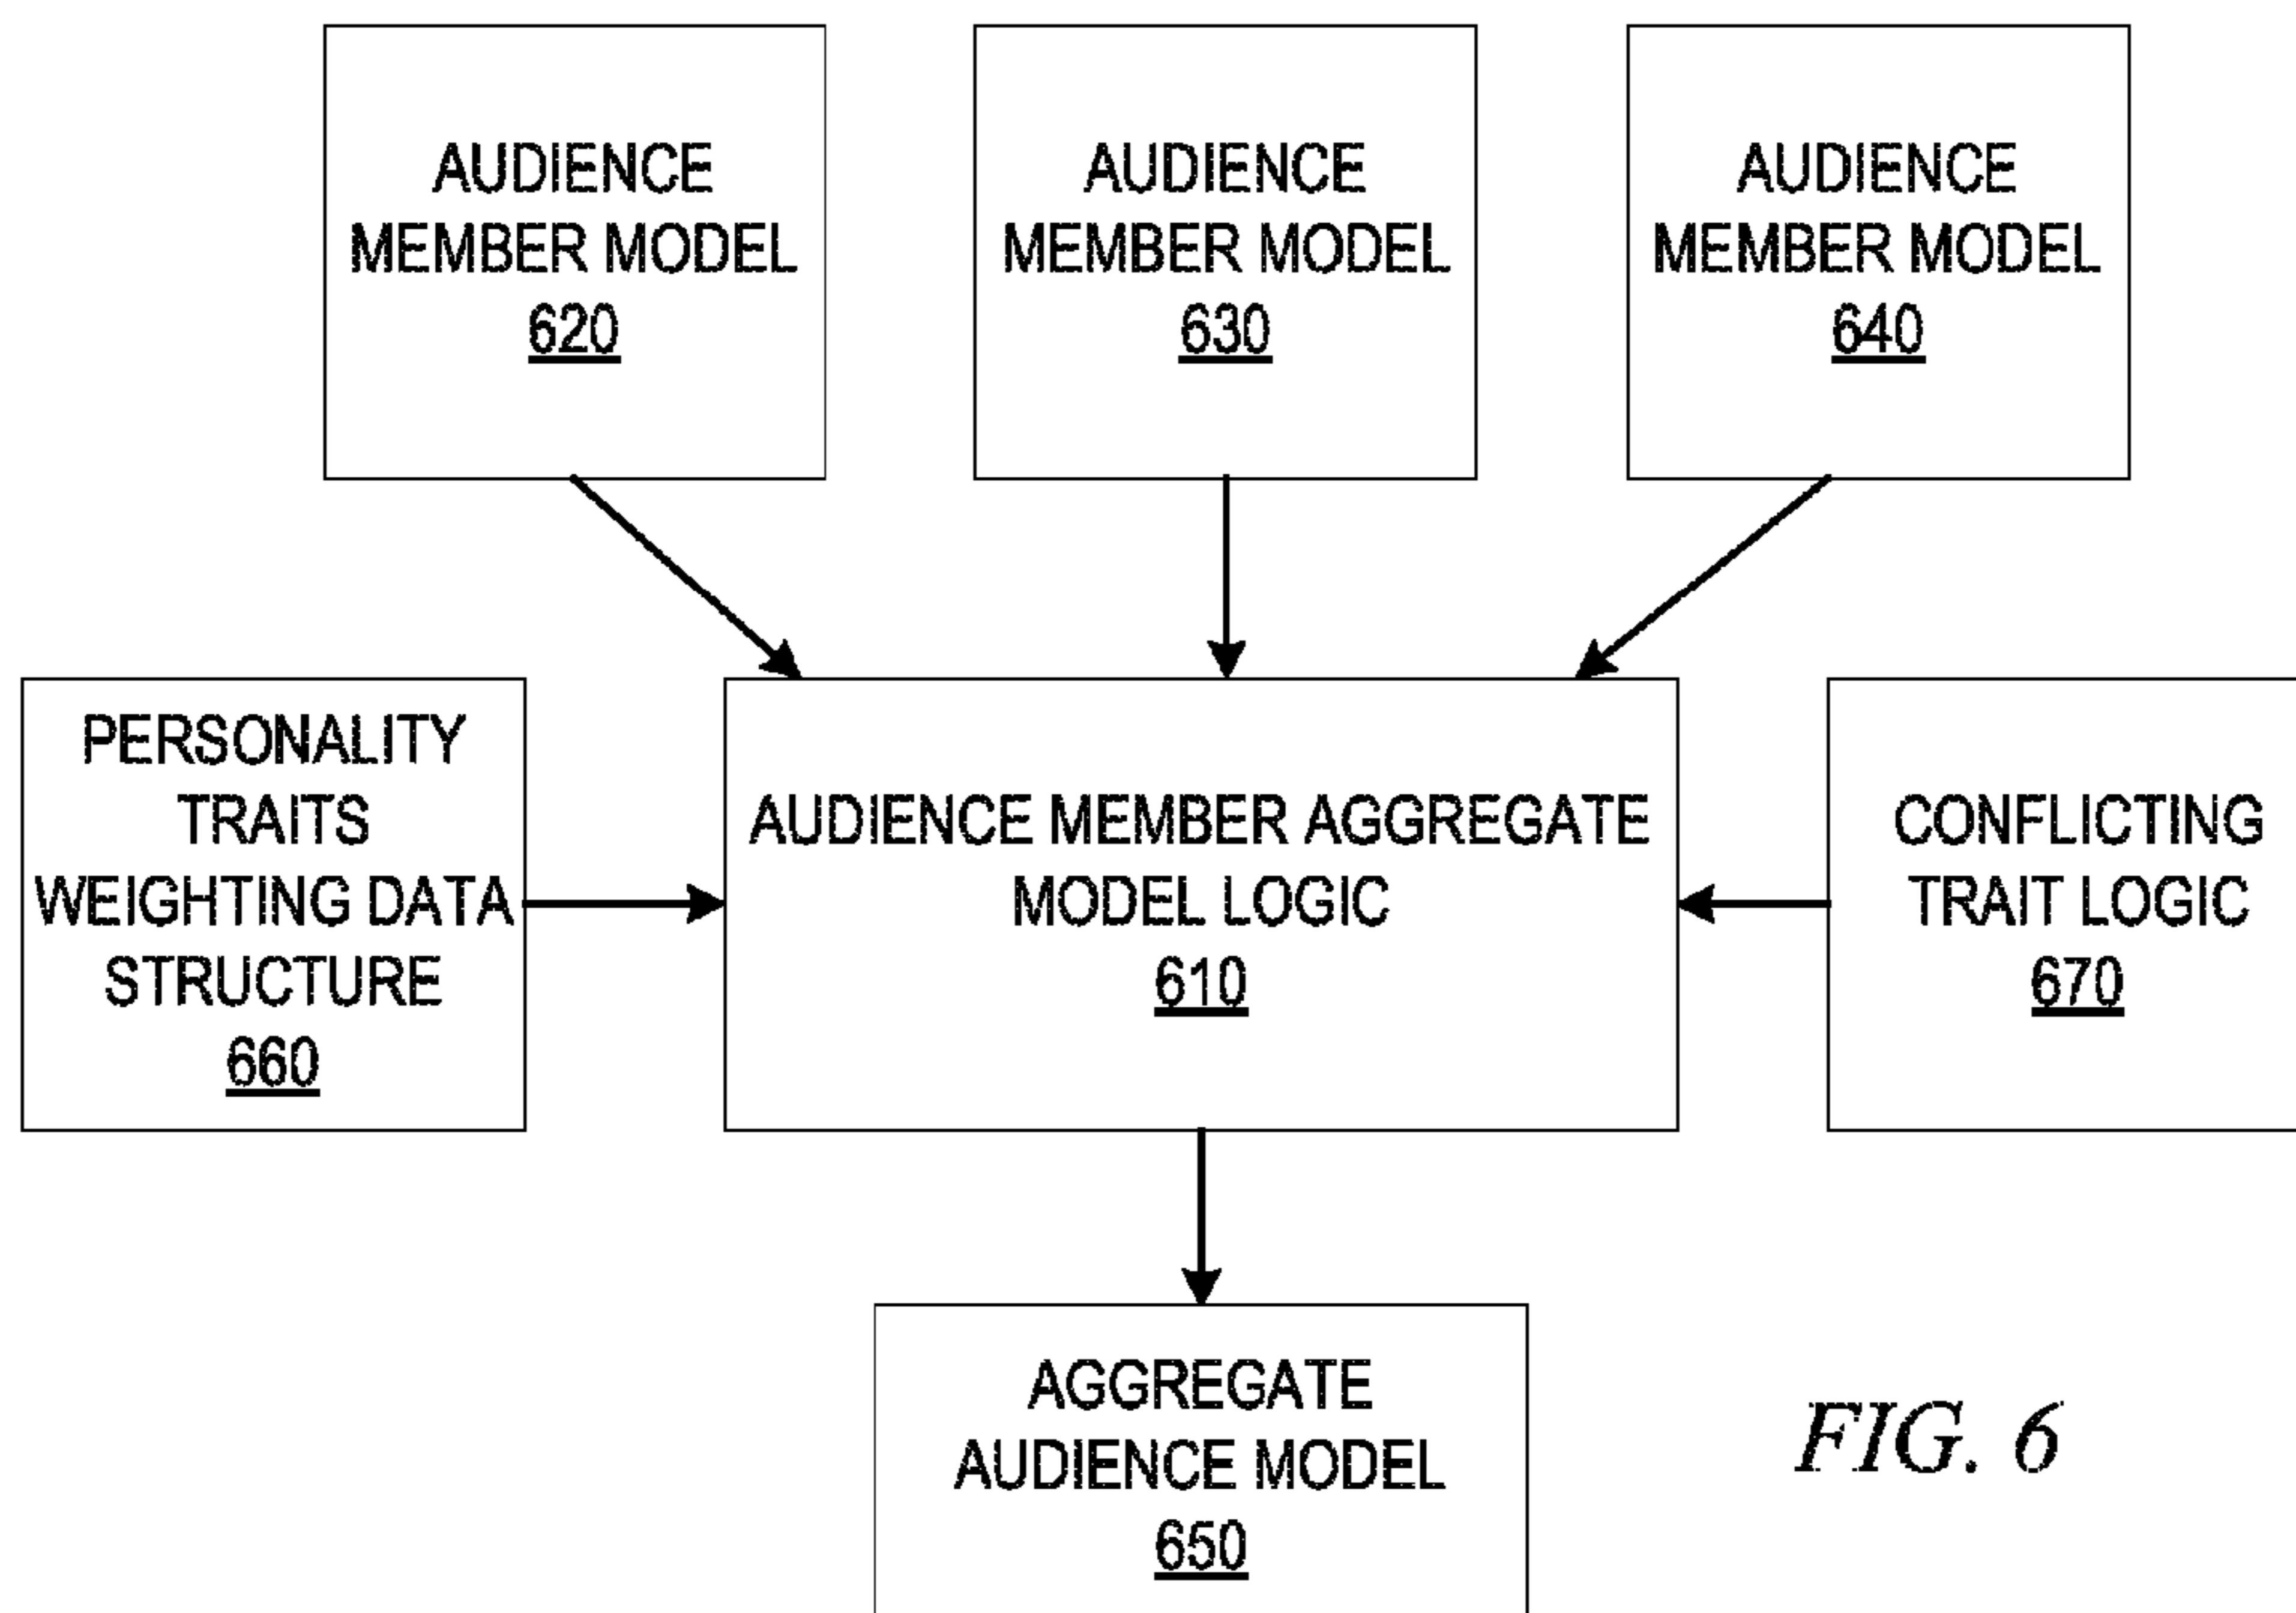 AUDIENCE
MEMBER MODEL
620
AUDIENCE
MEMBER MODEL
630
AUDIENCE
MEMBER MODEL
640
PERSONALITY
TRAITS
WEIGHTING DATA
STRUCTURE
660
AUDIENCE MEMBER AGGREGATE
MODEL LOGIC
610
CONFLICTING
TRAIT LOGIC
670
AGGREGATE
AUDIENCE MODEL
650
FIG. 6